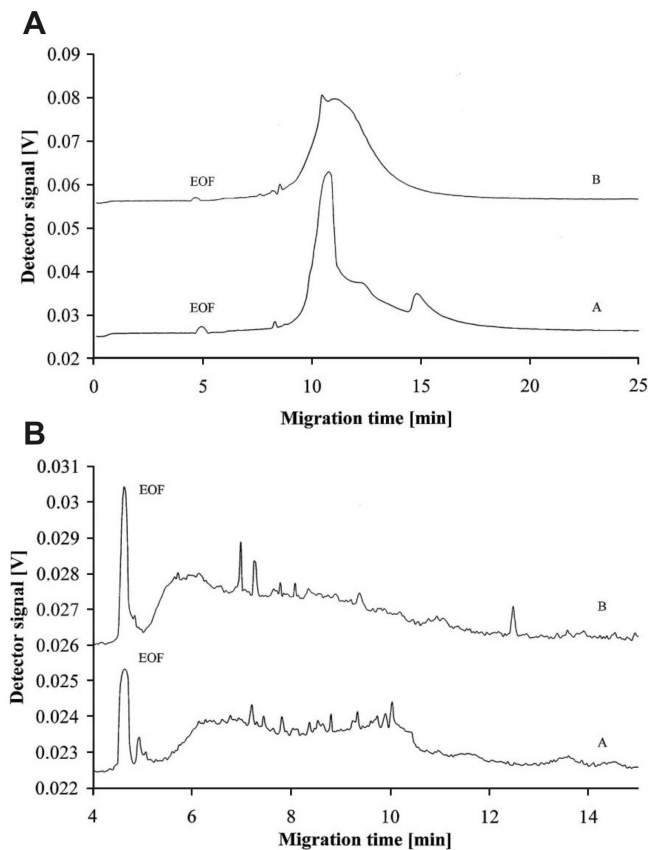 A
0.09
0.08
0.07
0.06
0.05
0.04
0.03
0.02
Detector signal [V]
EOF
B
EOF
A
0 5 10 15 20 25
Migration time [min]
B
0.031
0.03
0.029
0.028
0.027
0.026
0.025
0.024
0.023
0.022
Detector signal [V]
EOF
B
EOF
A
4 6 8 10 12 14
Migration time [min]